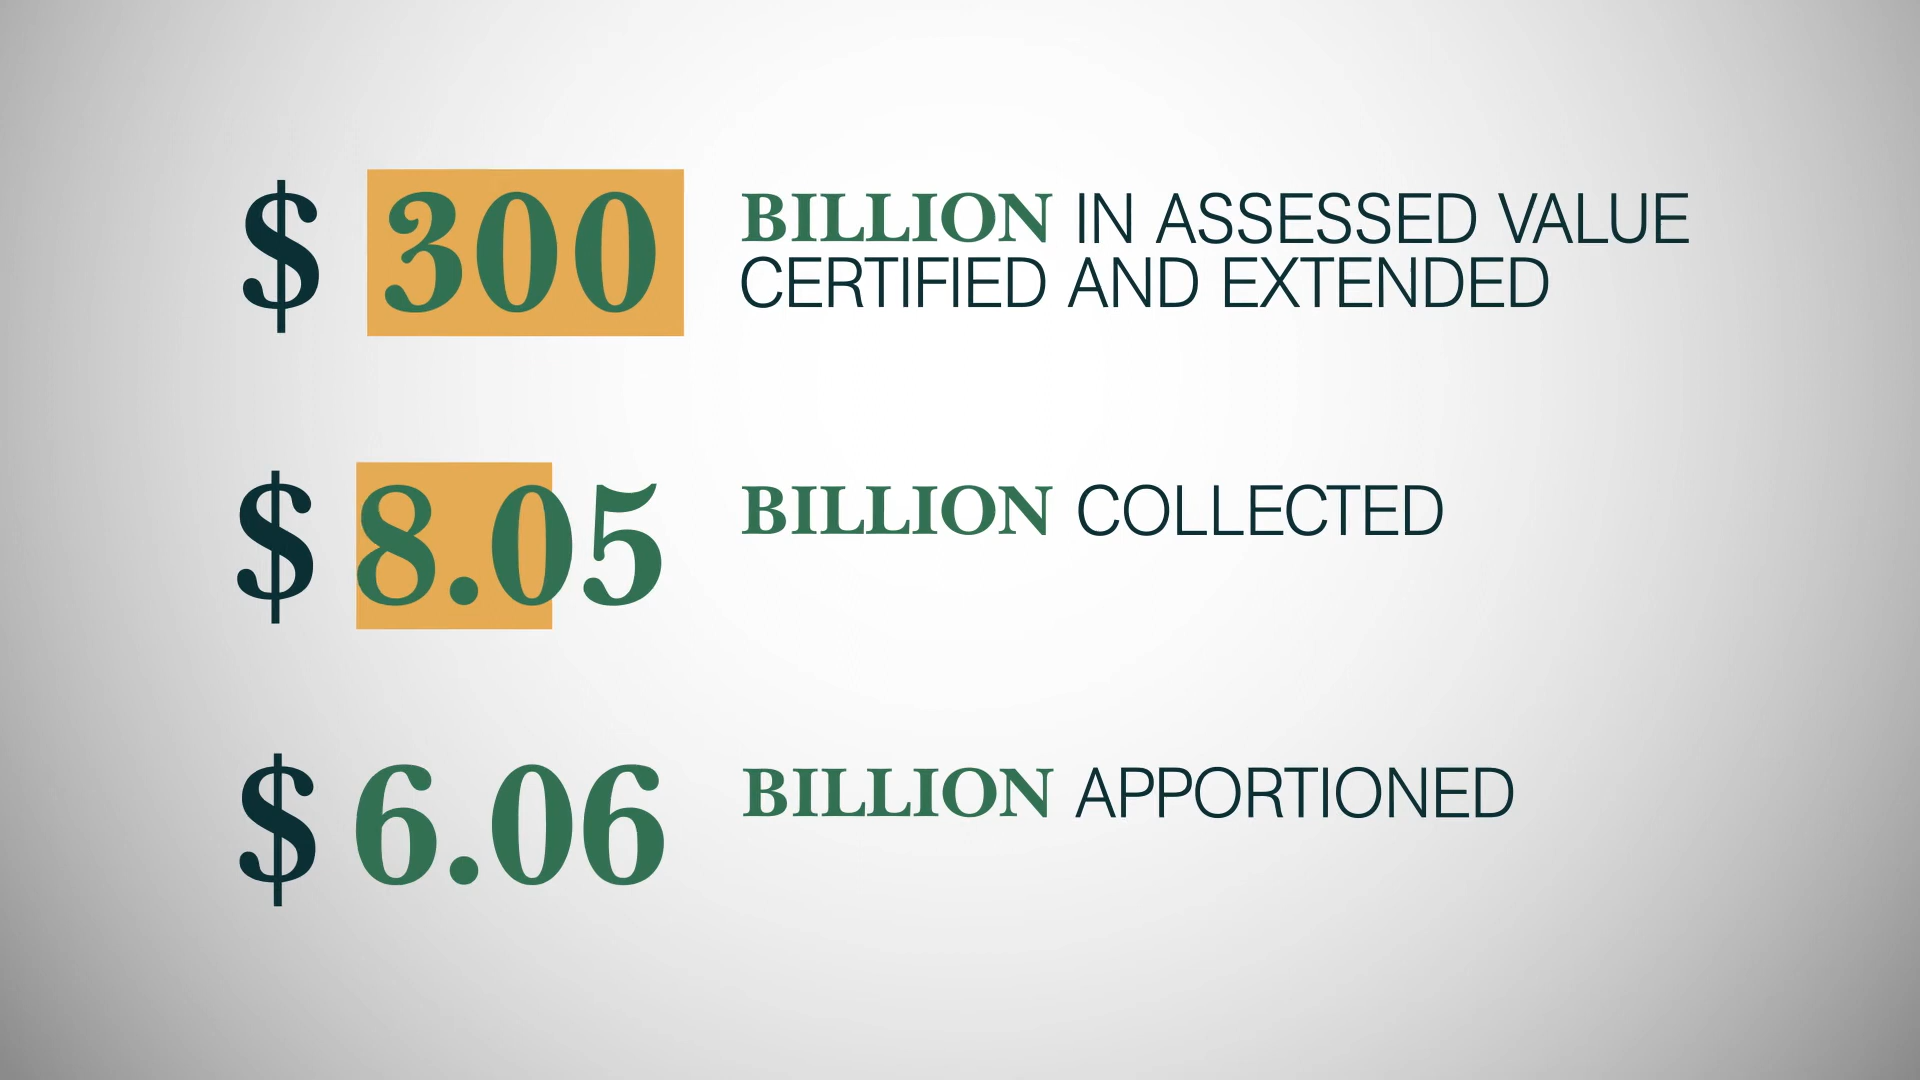 $ 300 BILLION IN ASSESSED VALUE
CERTIFIED AND EXTENDED
$ 8.05 BILLION COLLECTED
$ 6.06 BILLION APPORTIONED